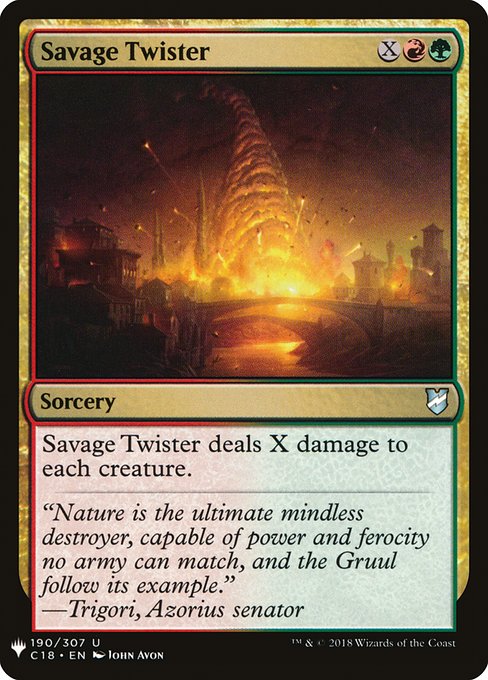 Savage Twister X
Sorcery
Savage Twister deals X damage to
each creature.
“Nature is the ultimate mindless
destroyer, capable of power and ferocity
no army can match, and the Gruul
follow its example.”
—Trigori, Azorius senator
190/307 U
C18 • EN John Avon
™ & © 2018 Wizards of the Coast